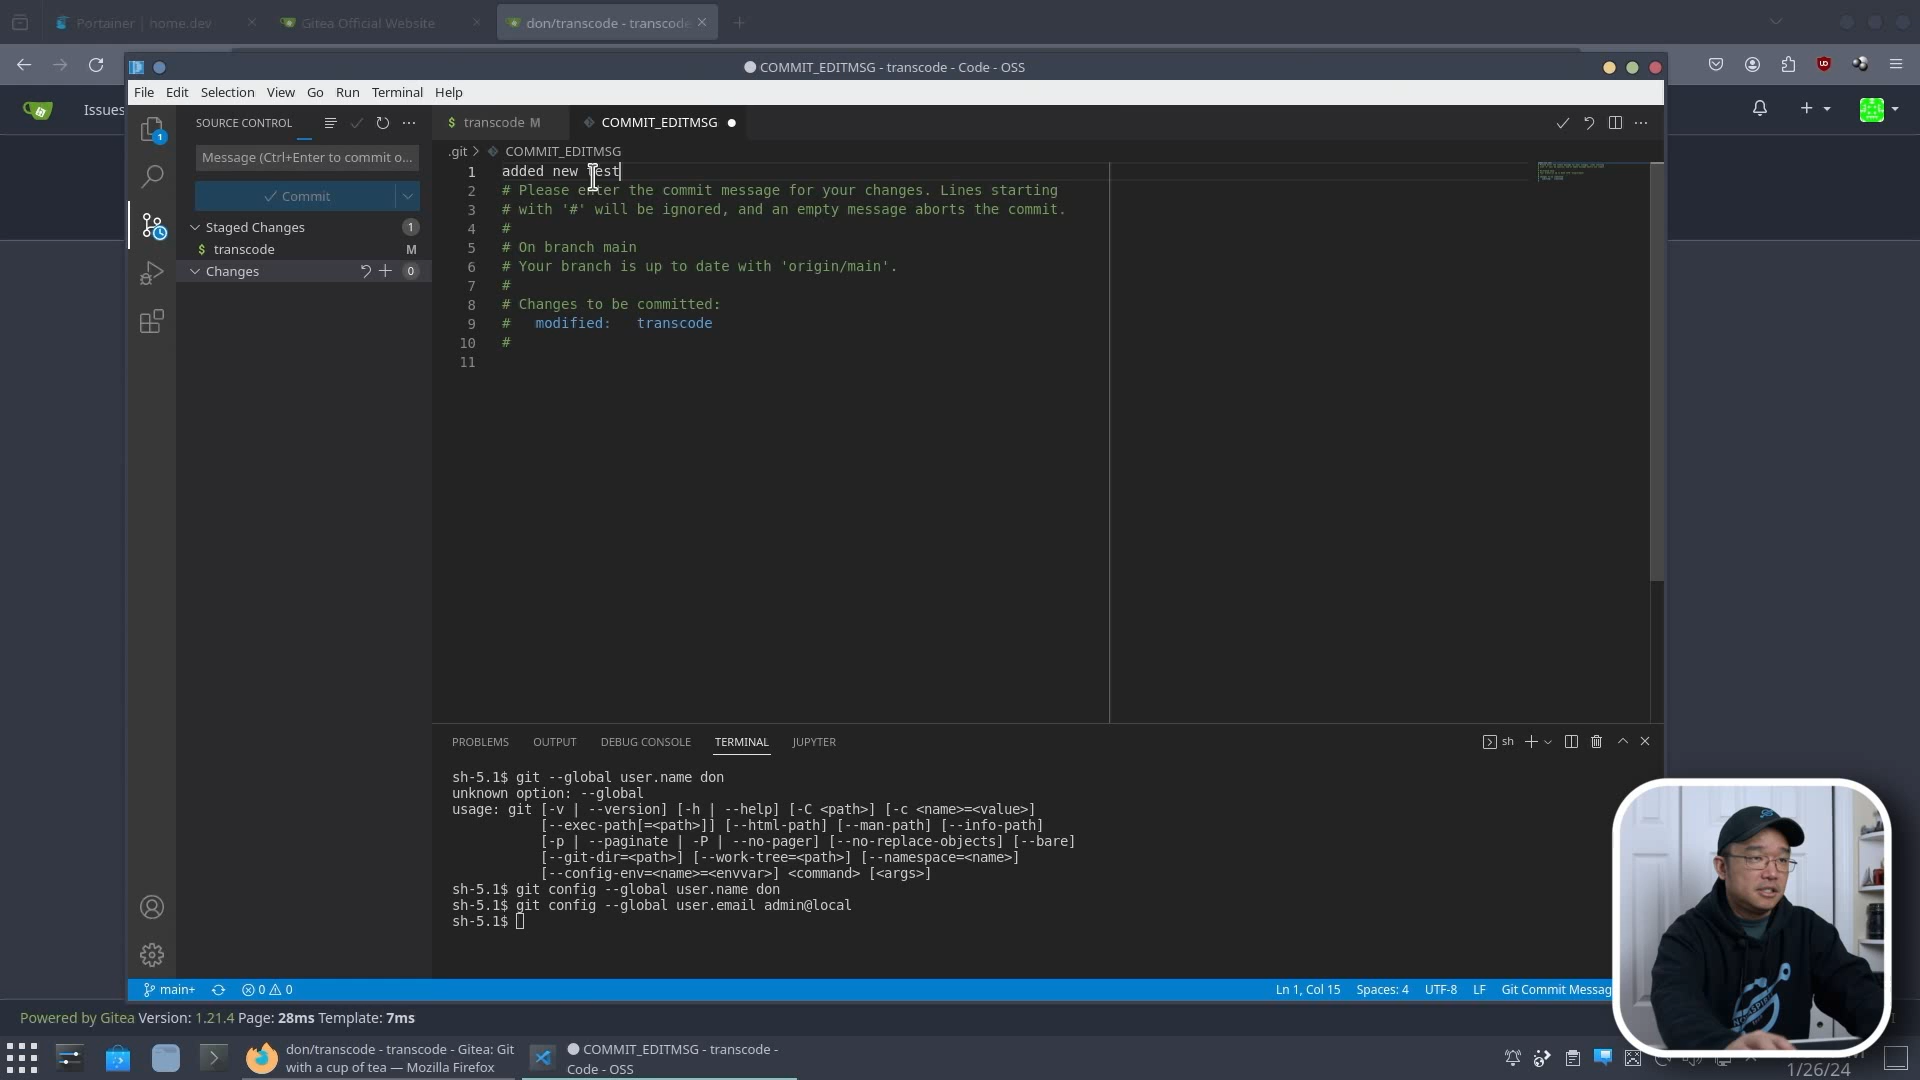 Portainer | home.dev
Gitea Official Website
don/transcode - transcode
COMMIT_EDITMSG - transcode - Code - OSS
File Edit Selection View Go Run Terminal Help
Issues
SOURCE CONTROL
transcode M
COMMIT_EDITMSG
1
.git > COMMIT_EDITMSG
Message (Ctrl+Enter to commit o...
Commit
Staged Changes 1
transcode M
Changes 0
1 added new test
2 # Please enter the commit message for your changes. Lines starting
3 # with '#' will be ignored, and an empty message aborts the commit.
4 #
5 # On branch main
6 # Your branch is up to date with 'origin/main'.
7 #
8 # Changes to be committed:
9 #   modified:   transcode
10 #
11
PROBLEMS OUTPUT DEBUG CONSOLE TERMINAL JUPYTER
sh
sh-5.1$ git --global user.name don
unknown option: --global
usage: git [-v | --version] [-h | --help] [-C <path>] [-c <name>=<value>]
[--exec-path[=<path>]] [--html-path] [--man-path] [--info-path]
[-p | --paginate | -P | --no-pager] [--no-replace-objects] [--bare]
[--git-dir=<path>] [--work-tree=<path>] [--namespace=<name>]
[--config-env=<name>=<envvar>] <command> [<args>]
sh-5.1$ git config --global user.name don
sh-5.1$ git config --global user.email admin@local
sh-5.1$
main+ 0 0
Ln 1, Col 15 Spaces: 4 UTF-8 LF Git Commit Messag
Powered by Gitea Version: 1.21.4 Page: 28ms Template: 7ms
don/transcode - transcode - Gitea: Git
with a cup of tea — Mozilla Firefox
COMMIT_EDITMSG - transcode -
Code - OSS
1/26/24